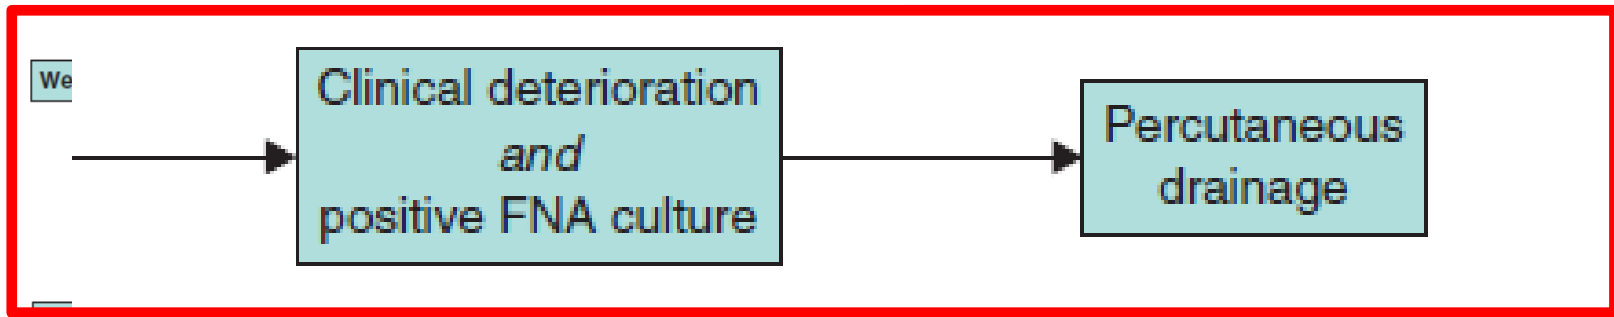 We
Clinical deterioration
and
positive FNA culture
Percutaneous
drainage